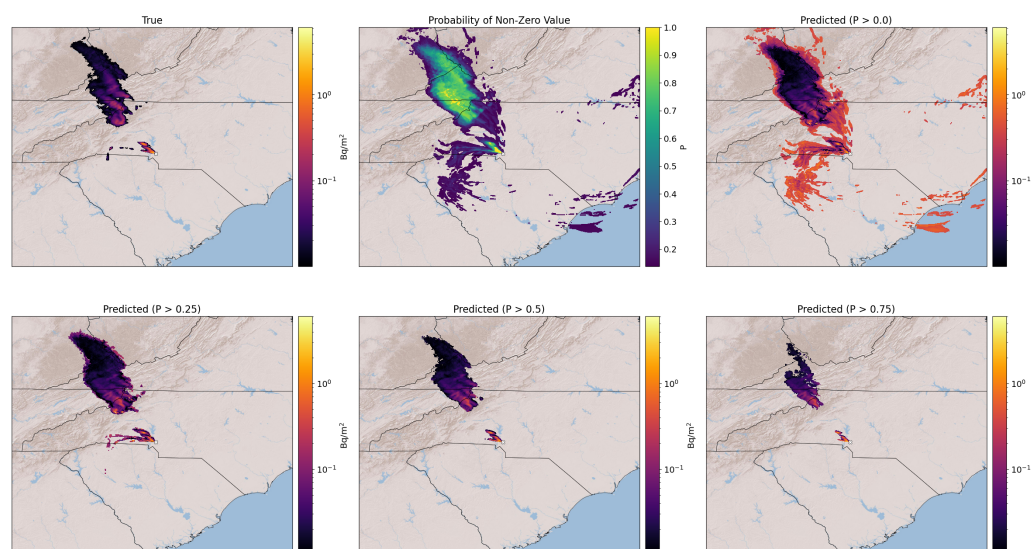 True
10⁰
10⁻¹
Bq/m²
Probability of Non-Zero Value
1.0
0.9
0.8
0.7
0.6
0.5
0.4
0.3
0.2
P
Predicted (P > 0.0)
10⁰
10⁻¹
Predicted (P > 0.25)
10⁰
10⁻¹
Bq/m²
Predicted (P > 0.5)
10⁰
10⁻¹
Bq/m²
Predicted (P > 0.75)
10⁰
10⁻¹